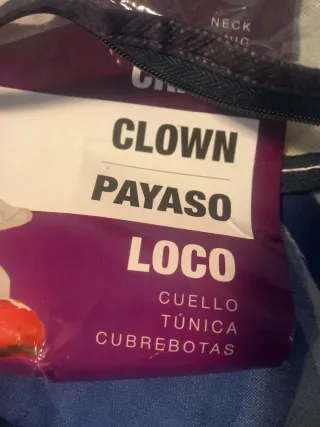 NECK
CLOWN
PAYASO
LOCO
CUELLO
TÚNICA
CUBREBOTAS